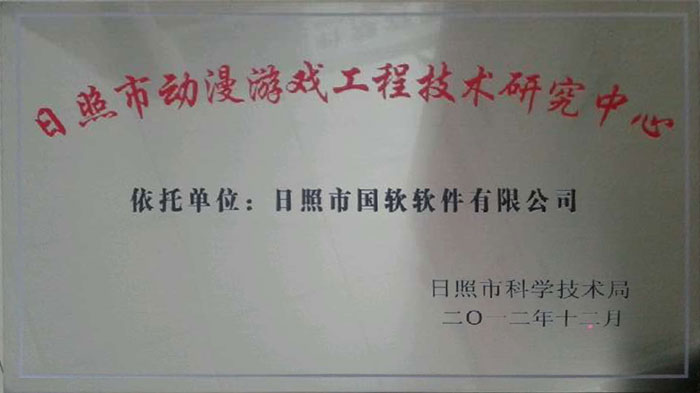 日照市动漫游戏工程技术研究中心
依托单位：日照市国软软件有限公司
日照市科学技术局
二〇一二年十二月